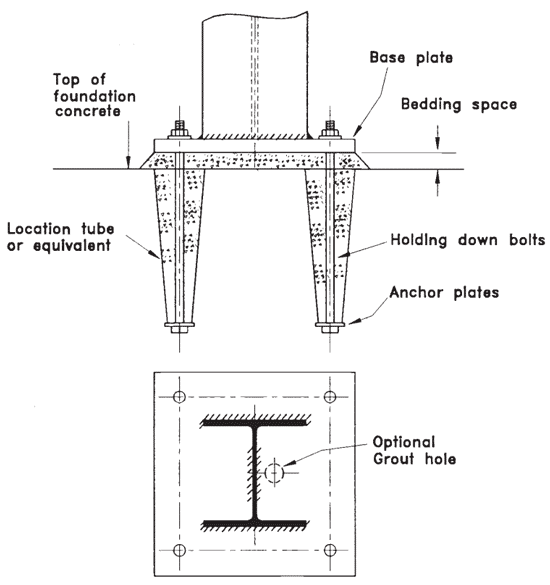 Base plate
Top of
foundation
concrete
Bedding space
Location tube
or equivalent
Holding down bolts
Anchor plates
Optional
Grout hole